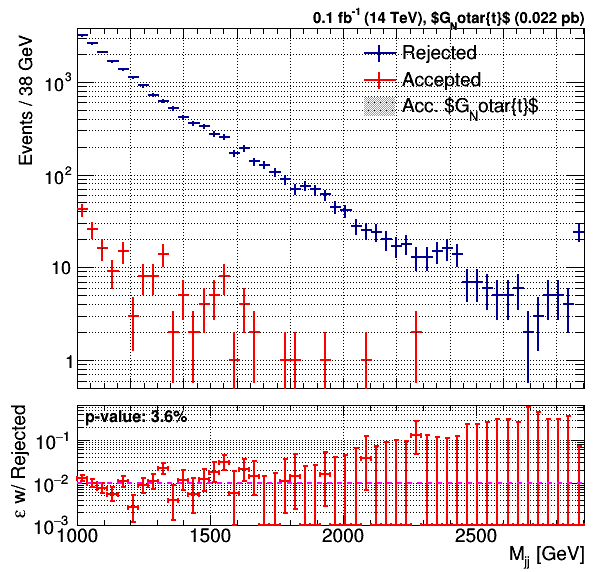 0.1 fb⁻¹ (14 TeV), $G_Notar{t}$ (0.022 pb)
Events / 38 GeV
Rejected
Accepted
Acc. $G_Notar{t}$
10³
10²
10
1
p-value: 3.6%
ε w/ Rejected
10⁻¹
10⁻²
10⁻³
1000 1500 2000 2500
M_jj [GeV]